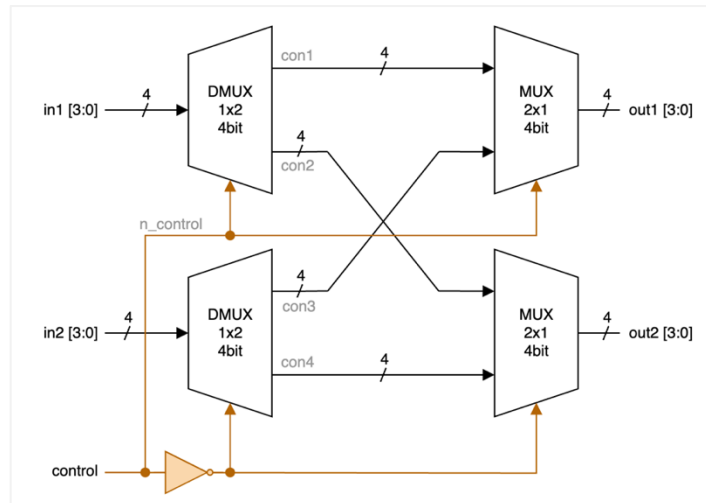 con1
4
4
DMUX
1x2
4bit
MUX
2x1
4bit
in1 [3:0]
4
4
out1 [3:0]
4
con2
n_control
4
con3
4
DMUX
1x2
4bit
MUX
2x1
4bit
in2 [3:0]
4
out2 [3:0]
con4
4
control